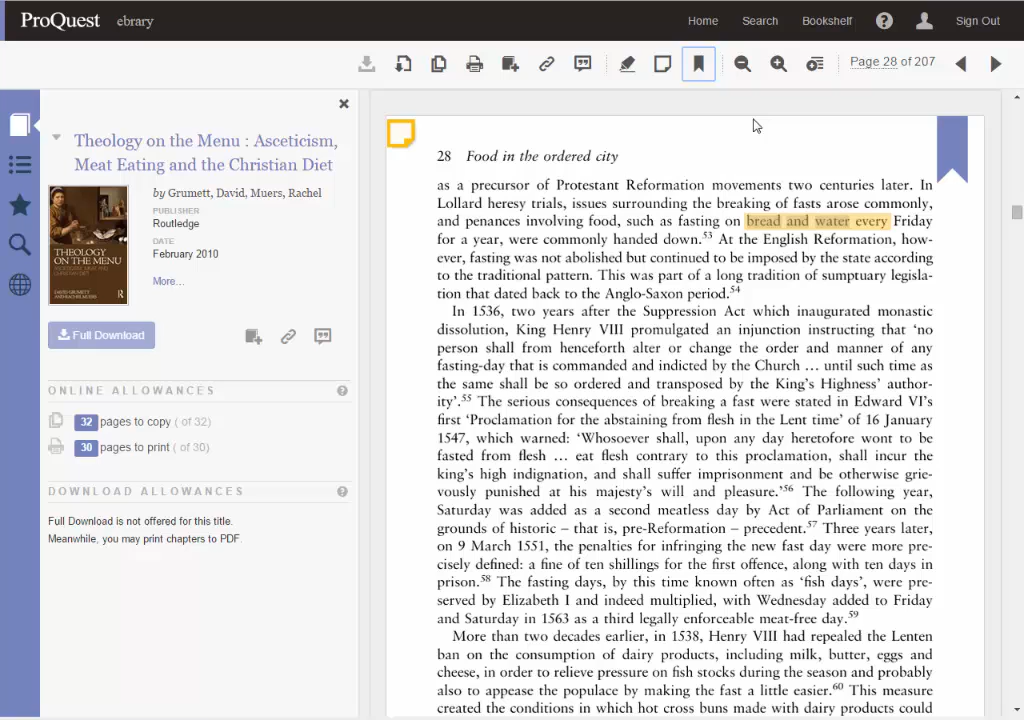 ProQuest ebrary
Home Search Bookshelf ? Sign Out
Page 28 of 207
Theology on the Menu : Asceticism,
Meat Eating and the Christian Diet
by Grumett, David, Muers, Rachel
PUBLISHER
Routledge
DATE
February 2010
More...
THEOLOGY
ON THE MENU
Full Download
ONLINE ALLOWANCES ?
32 pages to copy ( of 32)
30 pages to print ( of 30)
DOWNLOAD ALLOWANCES ?
Full Download is not offered for this title.
Meanwhile, you may print chapters to PDF.
28 Food in the ordered city
as a precursor of Protestant Reformation movements two centuries later. In
Lollard heresy trials, issues surrounding the breaking of fasts arose commonly,
and penances involving food, such as fasting on bread and water every Friday
for a year, were commonly handed down.53 At the English Reformation, how-
ever, fasting was not abolished but continued to be imposed by the state according
to the traditional pattern. This was part of a long tradition of sumptuary legisla-
tion that dated back to the Anglo-Saxon period.54
In 1536, two years after the Suppression Act which inaugurated monastic
dissolution, King Henry VIII promulgated an injunction instructing that ‘no
person shall from henceforth alter or change the order and manner of any
fasting-day that is commanded and indicted by the Church … until such time as
the same shall be so ordered and transposed by the King’s Highness’ author-
ity’.55 The serious consequences of breaking a fast were stated in Edward VI’s
first ‘Proclamation for the abstaining from flesh in the Lent time’ of 16 January
1547, which warned: ‘Whosoever shall, upon any day heretofore wont to be
fasted from flesh … eat flesh contrary to this proclamation, shall incur the
king’s high indignation, and shall suffer imprisonment and be otherwise grie-
vously punished at his majesty’s will and pleasure.’56 The following year,
Saturday was added as a second meatless day by Act of Parliament on the
grounds of historic – that is, pre-Reformation – precedent.57 Three years later,
on 9 March 1551, the penalties for infringing the new fast day were more pre-
cisely defined: a fine of ten shillings for the first offence, along with ten days in
prison.58 The fasting days, by this time known often as ‘fish days’, were pre-
served by Elizabeth I and indeed multiplied, with Wednesday added to Friday
and Saturday in 1563 as a third legally enforceable meat-free day.59
More than two decades earlier, in 1538, Henry VIII had repealed the Lenten
ban on the consumption of dairy products, including milk, butter, eggs and
cheese, in order to relieve pressure on fish stocks during the season and probably
also to appease the populace by making the fast a little easier.60 This measure
created the conditions in which hot cross buns made with dairy products could